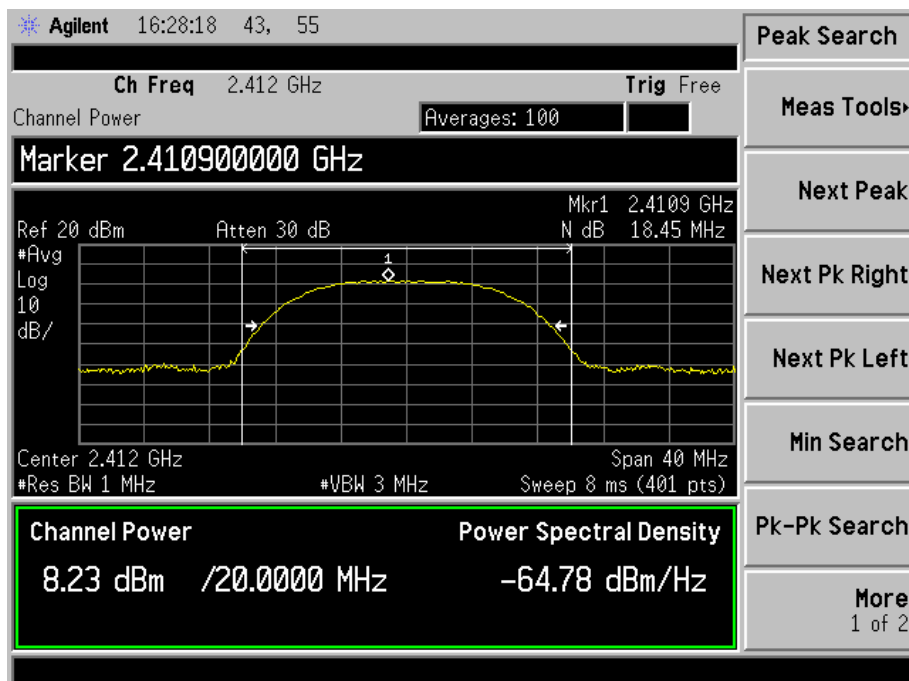 Agilent 16:28:18 43, 55
Peak Search
Ch Freq 2.412 GHz Trig Free
Channel Power Averages: 100
Meas Tools▸
Marker 2.410900000 GHz
Mkr1 2.4109 GHz
Ref 20 dBm Atten 30 dB N dB 18.45 MHz
Next Peak
#Avg
Log
10
dB/
1
Next Pk Right
Next Pk Left
Center 2.412 GHz Span 40 MHz
#Res BW 1 MHz #VBW 3 MHz Sweep 8 ms (401 pts)
Min Search
Channel Power Power Spectral Density
8.23 dBm /20.0000 MHz -64.78 dBm/Hz
Pk-Pk Search
More
1 of 2